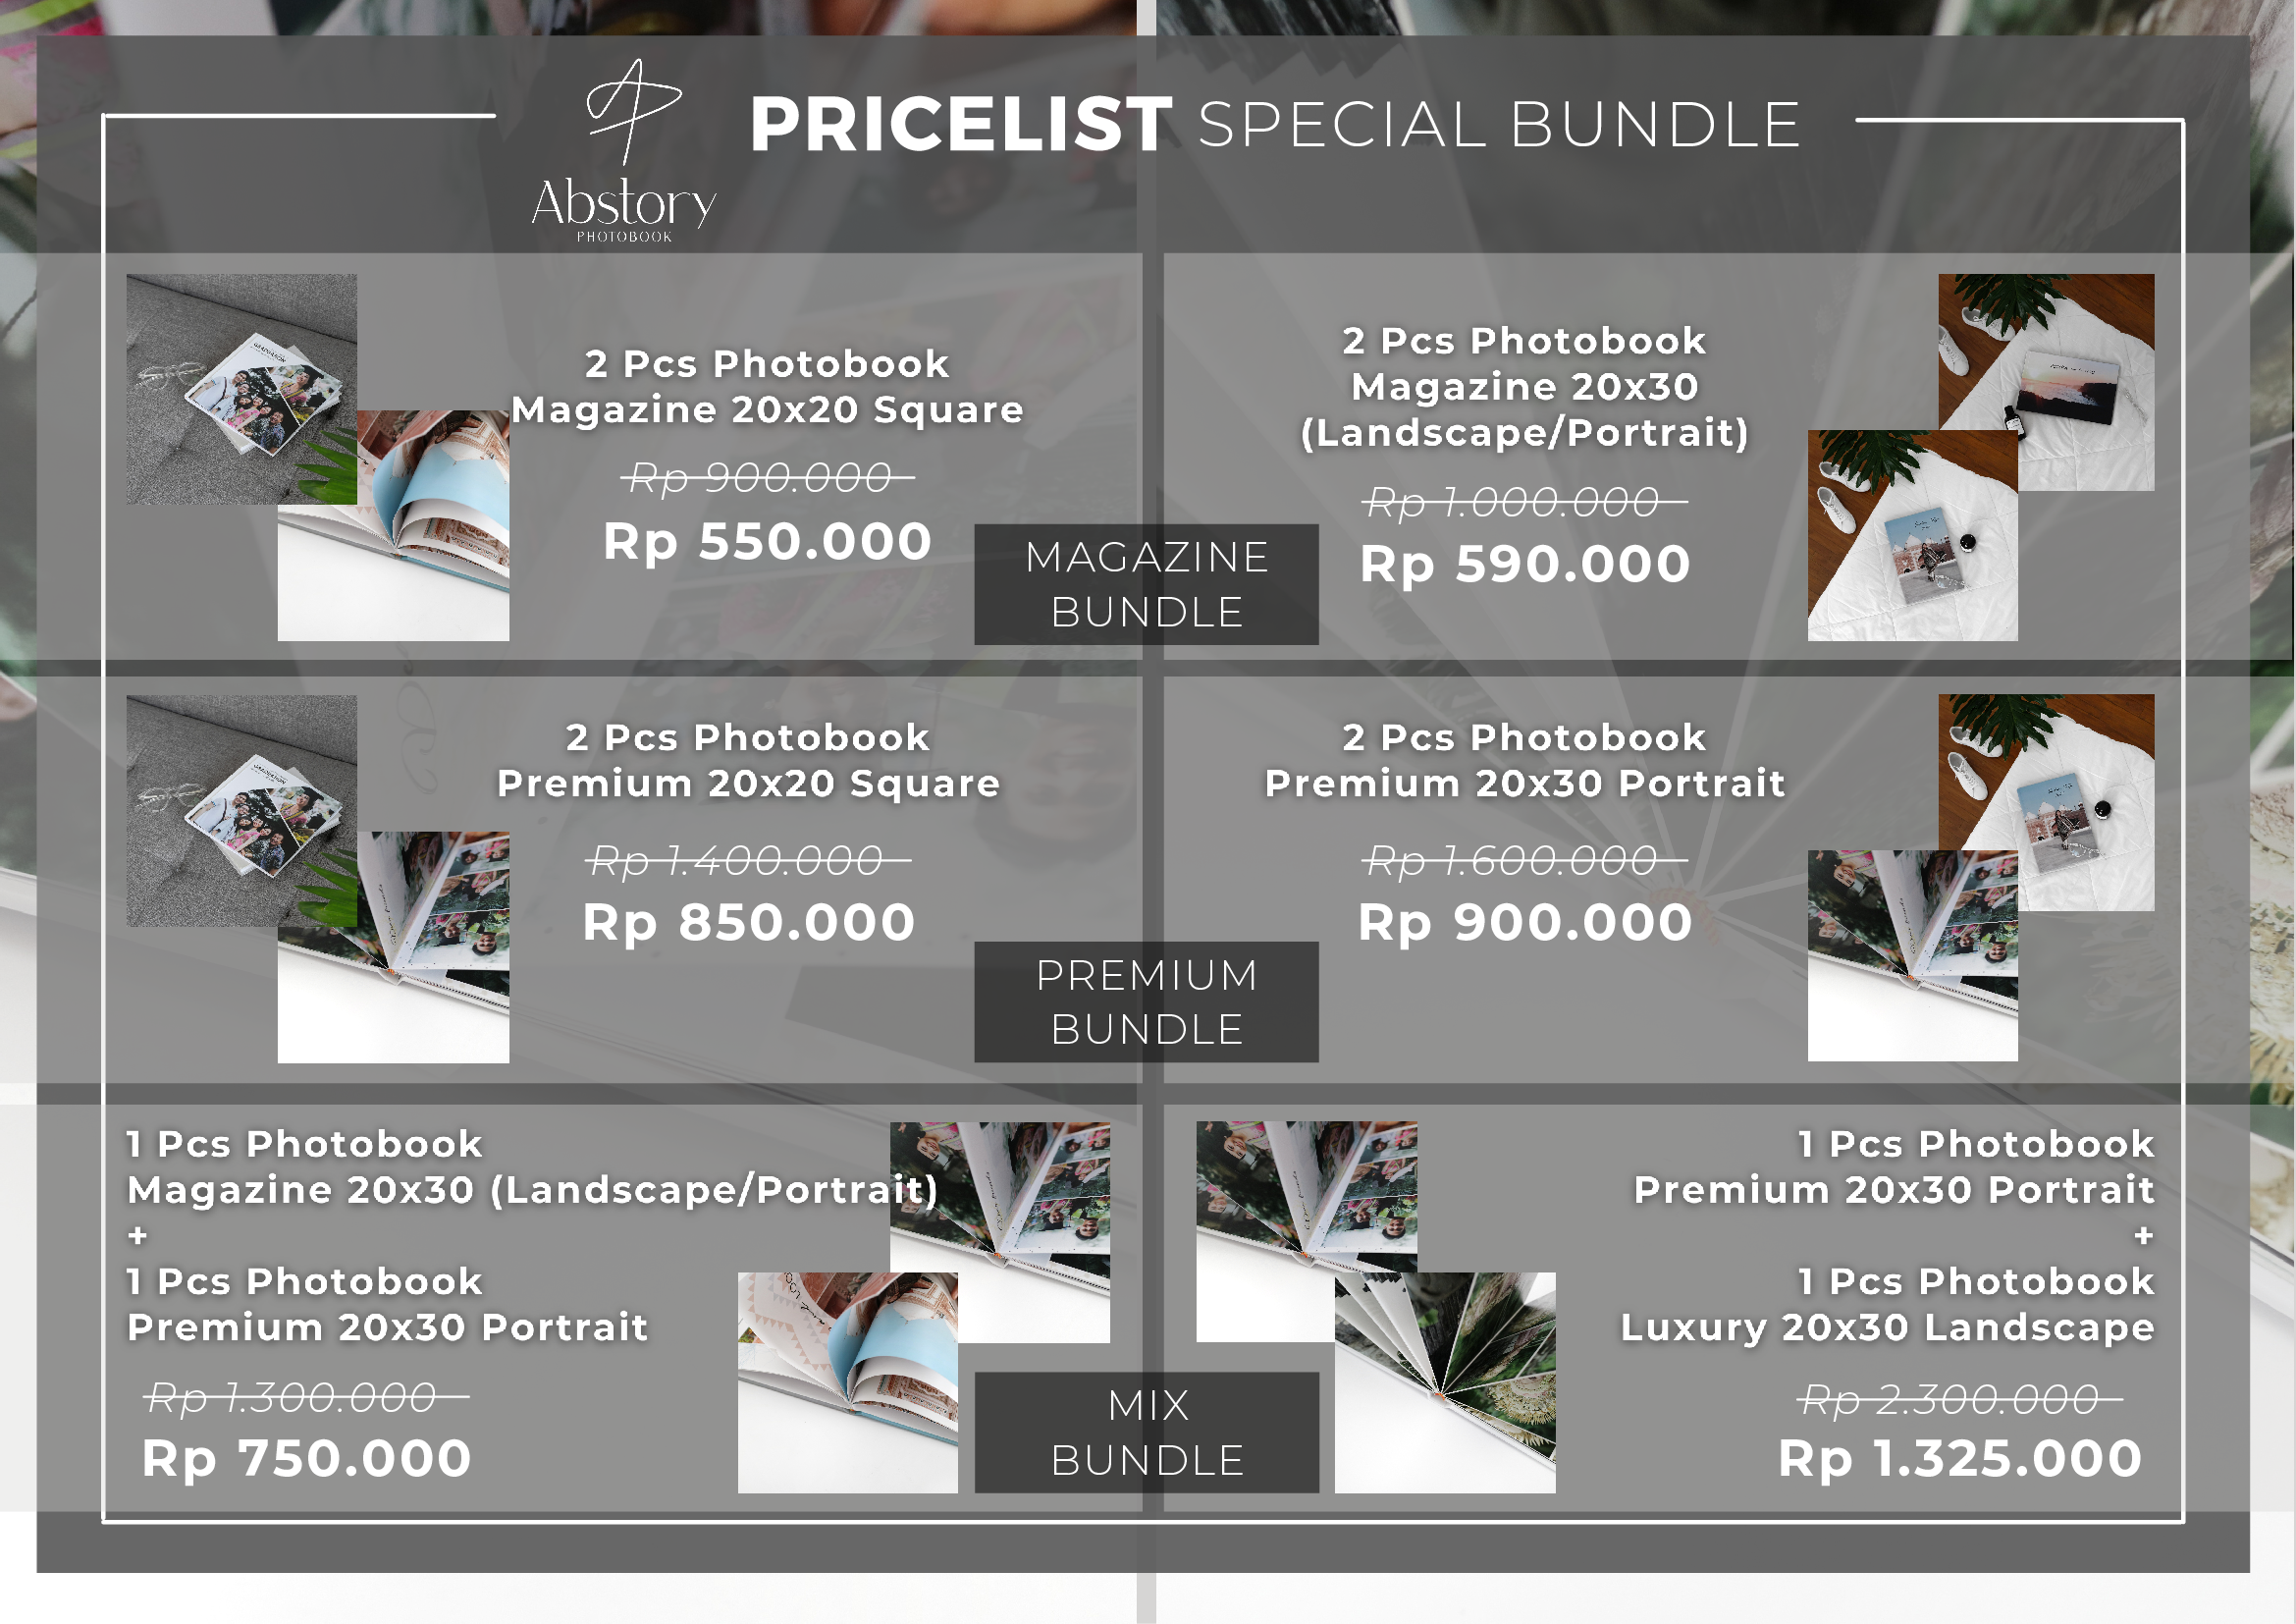 Abstory
PHOTOBOOK
PRICELIST SPECIAL BUNDLE
2 Pcs Photobook
Magazine 20x20 Square
Rp 900.000
Rp 550.000
2 Pcs Photobook
Magazine 20x30
(Landscape/Portrait)
Rp 1.000.000
Rp 590.000
MAGAZINE
BUNDLE
2 Pcs Photobook
Premium 20x20 Square
Rp 1.400.000
Rp 850.000
2 Pcs Photobook
Premium 20x30 Portrait
Rp 1.600.000
Rp 900.000
PREMIUM
BUNDLE
1 Pcs Photobook
Magazine 20x30 (Landscape/Portrait)
+
1 Pcs Photobook
Premium 20x30 Portrait
Rp 1.300.000
Rp 750.000
1 Pcs Photobook
Premium 20x30 Portrait
+
1 Pcs Photobook
Luxury 20x30 Landscape
Rp 2.300.000
Rp 1.325.000
MIX
BUNDLE